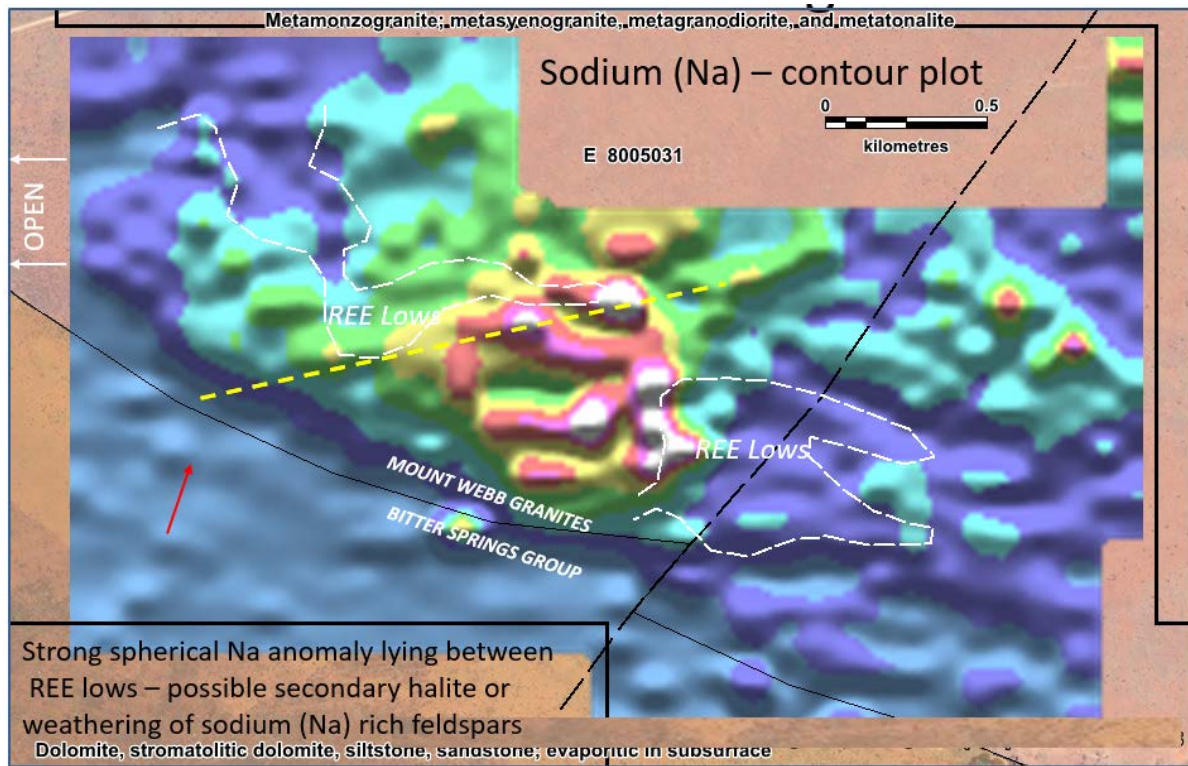 Metamonzogranite; metasyenogranite, metagranodiorite, and metatonalite
Sodium (Na) – contour plot
0 0.5
kilometres
E 8005031
OPEN
REE Lows
REE Lows
MOUNT WEBB GRANITES
BITTER SPRINGS GROUP
Strong spherical Na anomaly lying between
REE lows – possible secondary halite or
weathering of sodium (Na) rich feldspars
Dolomite, stromatolitic dolomite, siltstone, sandstone; evaporitic in subsurface